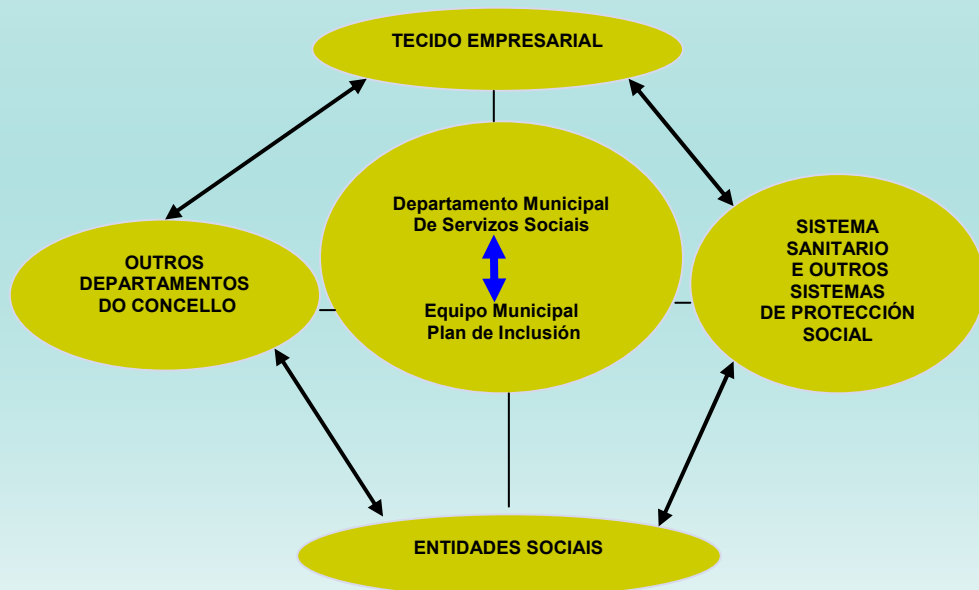 TECIDO EMPRESARIAL
Departamento Municipal
De Servizos Sociais
Equipo Municipal
Plan de Inclusión
OUTROS
DEPARTAMENTOS
DO CONCELLO
SISTEMA
SANITARIO
E OUTROS
SISTEMAS
DE PROTECCIÓN
SOCIAL
ENTIDADES SOCIAIS